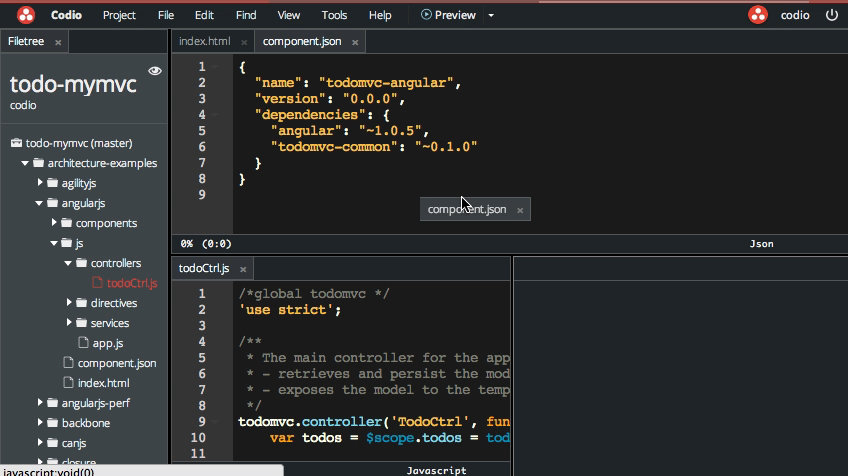 Codio Project File Edit Find View Tools Help Preview codio
Filetree ×
todo-mymvc
codio
todo-mymvc (master)
architecture-examples
agilityjs
angularjs
components
js
controllers
todoCtrl.js
directives
services
app.js
component.json
index.html
angularjs-perf
backbone
canjs
closure
javascript:void(0)
index.html × component.json ×
1 {
2 "name": "todomvc-angular",
3 "version": "0.0.0",
4 "dependencies": {
5 "angular": "~1.0.5",
6 "todomvc-common": "~0.1.0"
7 }
8 }
9
component.json ×
0% (0:0) Json
todoCtrl.js ×
1 /*global todomvc */
2 'use strict';
3
4 /**
5 * The main controller for the app
6 * - retrieves and persist the mod
7 * - exposes the model to the temp
8 */
9 todomvc.controller('TodoCtrl', fun
10 var todos = $scope.todos = tod
11
Javascript